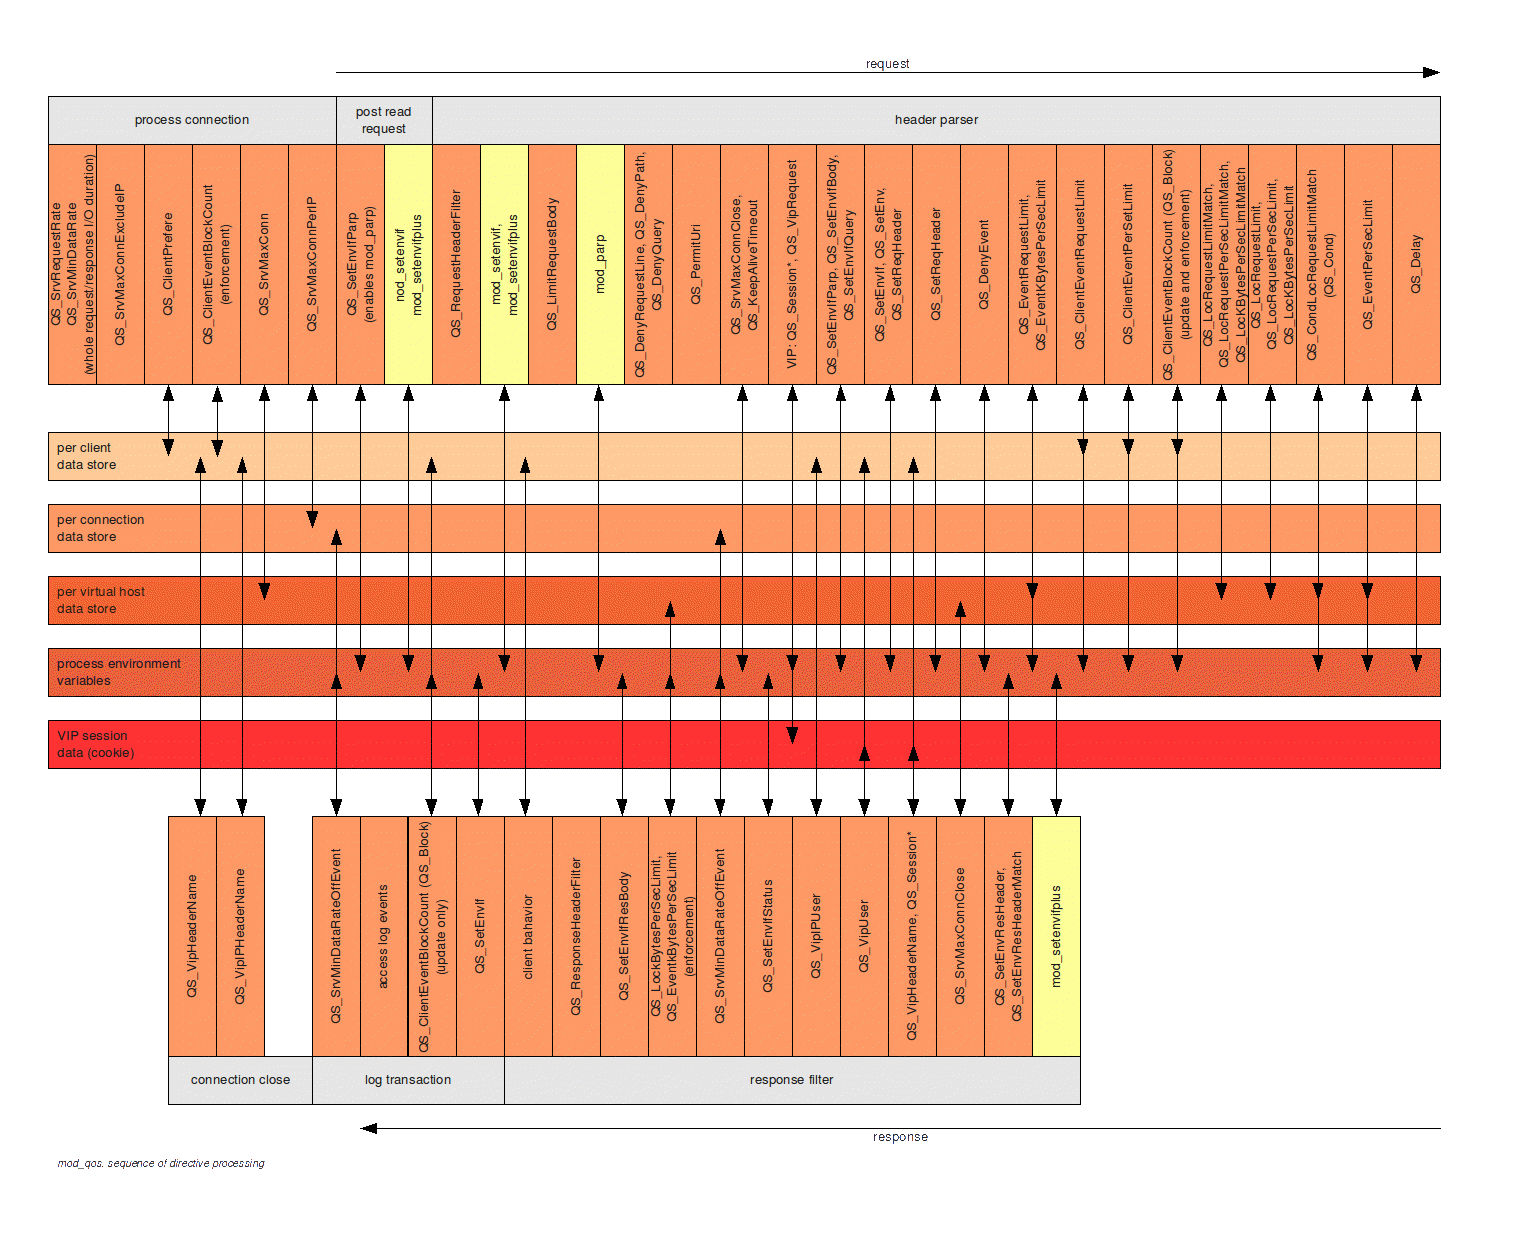 request
process connection
post read
request
header parser
QS_SrvRequestRate
QS_SrvMinDataRate
(whole request/response I/O duration)
QS_SrvMaxConnExcludeIP
QS_ClientPrefere
QS_ClientEventBlockCount
(enforcement)
QS_SrvMaxConn
QS_SrvMaxConnPerIP
QS_SetEnvIfParp
(enables mod_parp)
nod_setenvif
mod_setenvifplus
QS_RequestHeaderFilter
mod_setenvif,
mod_setenvifplus
QS_LimitRequestBody
mod_parp
QS_DenyRequestLine, QS_DenyPath,
QS_DenyQuery
QS_PermitUri
QS_SrvMaxConnClose,
QS_KeepAliveTimeout
VIP: QS_Session*, QS_VipRequest
QS_SetEnvIfParp, QS_SetEnvIfBody,
QS_SetEnvIfQuery
QS_SetEnvIf, QS_SetEnv,
QS_SetReqHeader
QS_SetReqHeader
QS_DenyEvent
QS_EventRequestLimit,
QS_EventKBytesPerSecLimit
QS_ClientEventRequestLimit
QS_ClientEventPerSetLimit
QS_ClientEventBlockCount (QS_Block)
(update and enforcement)
QS_LocRequestLimitMatch,
QS_LocRequestPerSecLimitMatch,
QS_LocKBytesPerSecLimitMatch
QS_LocRequestLimit,
QS_LocRequestPerSecLimit,
QS_LocKBytesPerSecLimit
QS_CondLocRequestLimitMatch
(QS_Cond)
QS_EventPerSecLimit
QS_Delay
per client
data store
per connection
data store
per virtual host
data store
process environment
variables
VIP session
data (cookie)
QS_VipHeaderName
QS_VipIPHeaderName
QS_SrvMinDataRateOffEvent
access log events
QS_ClientEventBlockCount (QS_Block)
(update only)
QS_SetEnvIf
client bahavior
QS_ResponseHeaderFilter
QS_SetEnvIfResBody
QS_LockBytesPerSecLimit,
QS_EventkBytesPerSecLimit
(enforcement)
QS_SrvMinDataRateOffEvent
QS_SetEnvIfStatus
QS_VipIPUser
QS_VipUser
QS_VipHeaderName, QS_Session*
QS_SrvMaxConnClose
QS_SetEnvResHeader,
QS_SetEnvResHeaderMatch
mod_setenvifplus
connection close
log transaction
response filter
response
mod_qos: sequence of directive processing